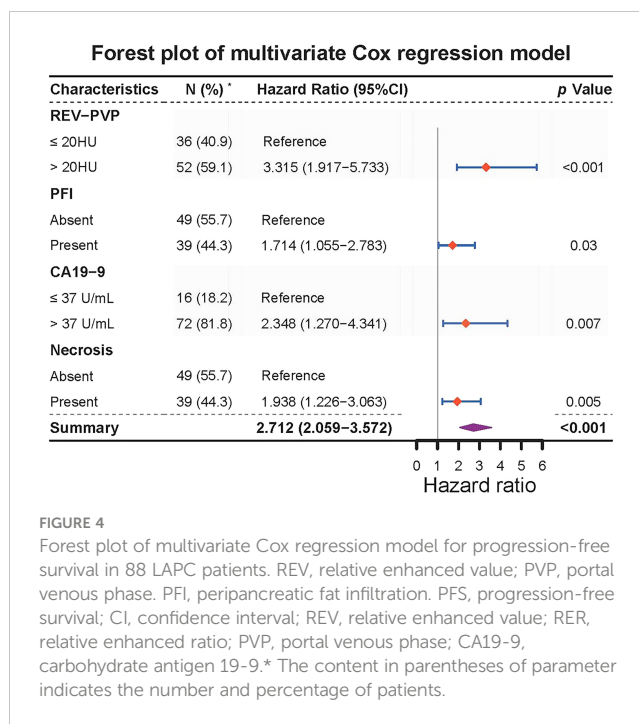 Forest plot of multivariate Cox regression model
Characteristics N (%) * Hazard Ratio (95%CI) p Value
REV−PVP
≤ 20HU 36 (40.9) Reference
> 20HU 52 (59.1) 3.315 (1.917−5.733) <0.001
PFI
Absent 49 (55.7) Reference
Present 39 (44.3) 1.714 (1.055−2.783) 0.03
CA19−9
≤ 37 U/mL 16 (18.2) Reference
> 37 U/mL 72 (81.8) 2.348 (1.270−4.341) 0.007
Necrosis
Absent 49 (55.7) Reference
Present 39 (44.3) 1.938 (1.226−3.063) 0.005
Summary 2.712 (2.059−3.572) <0.001
0 1 2 3 4 5 6
Hazard ratio
FIGURE 4
Forest plot of multivariate Cox regression model for progression-free
survival in 88 LAPC patients. REV, relative enhanced value; PVP, portal
venous phase. PFI, peripancreatic fat infiltration. PFS, progression-free
survival; CI, confidence interval; REV, relative enhanced value; RER,
relative enhanced ratio; PVP, portal venous phase; CA19-9,
carbohydrate antigen 19-9.* The content in parentheses of parameter
indicates the number and percentage of patients.